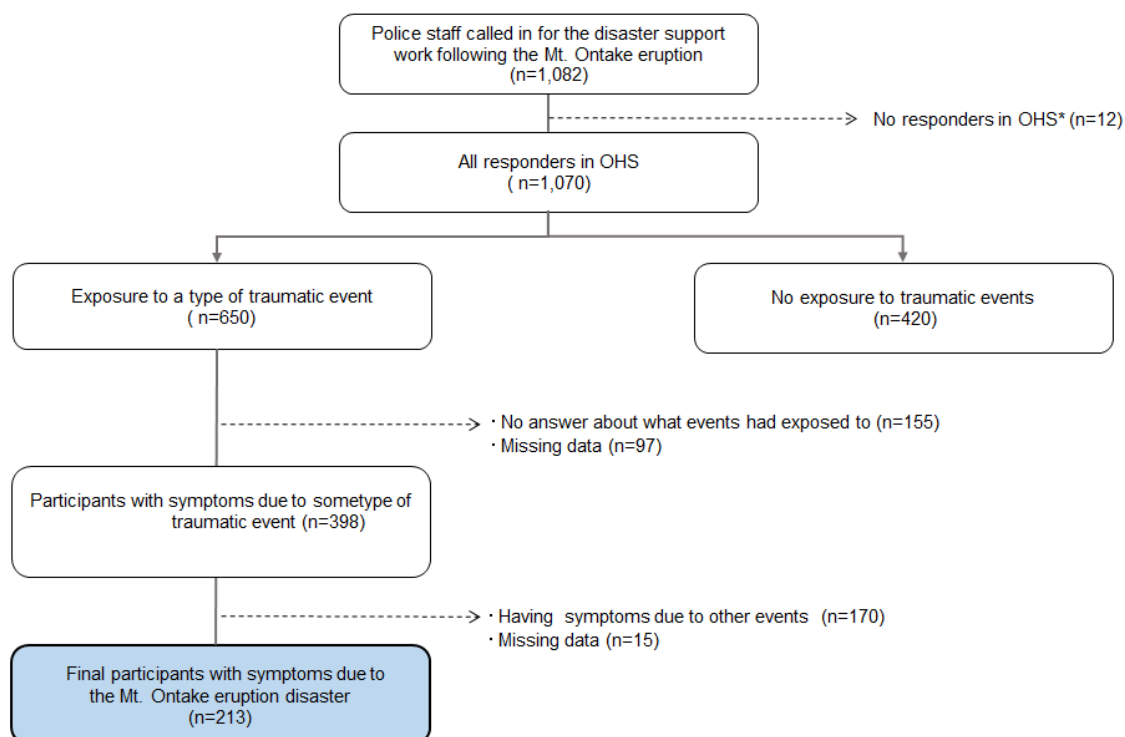 Police staff called in for the disaster support
work following the Mt. Ontake eruption
(n=1,082)
No responders in OHS* (n=12)
All responders in OHS
( n=1,070)
Exposure to a type of traumatic event
( n=650)
No exposure to traumatic events
(n=420)
・No answer about what events had exposed to (n=155)
・Missing data (n=97)
Participants with symptoms due to sometype of
traumatic event (n=398)
・Having symptoms due to other events (n=170)
・Missing data (n=15)
Final participants with symptoms due to
the Mt. Ontake eruption disaster
(n=213)